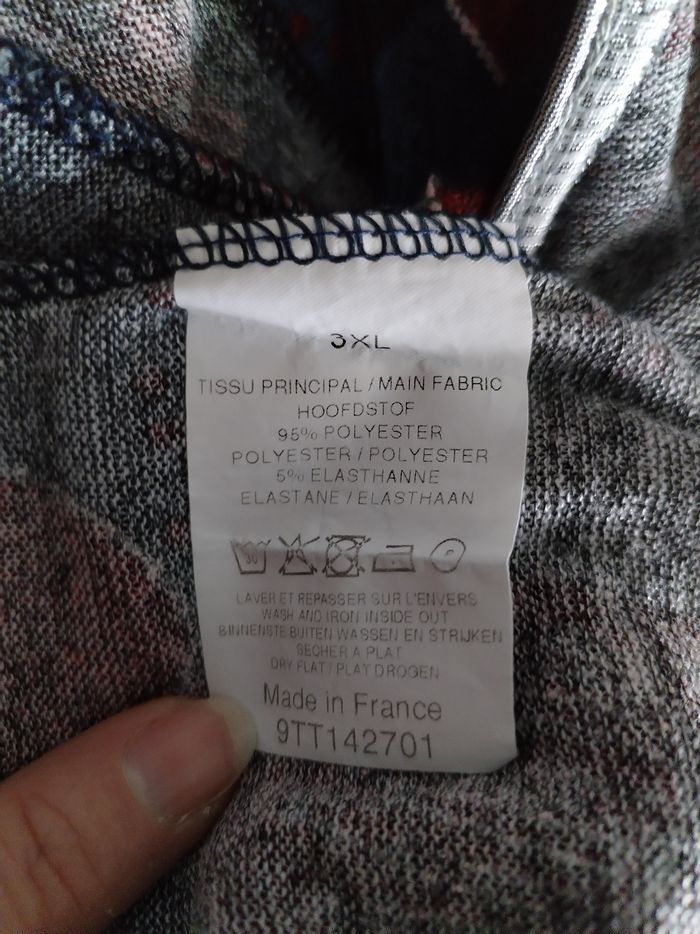 3XL
TISSU PRINCIPAL / MAIN FABRIC
HOOFDSTOF
95% POLYESTER
POLYESTER / POLYESTER
5% ELASTHANNE
ELASTANE / ELASTHAAN
30
LAVER ET REPASSER SUR L'ENVERS
WASH AND IRON INSIDE OUT
BINNENSTE BUITEN WASSEN EN STRIJKEN
SECHER A PLAT
DRY FLAT / PLAT DROGEN
Made in France
9TT142701